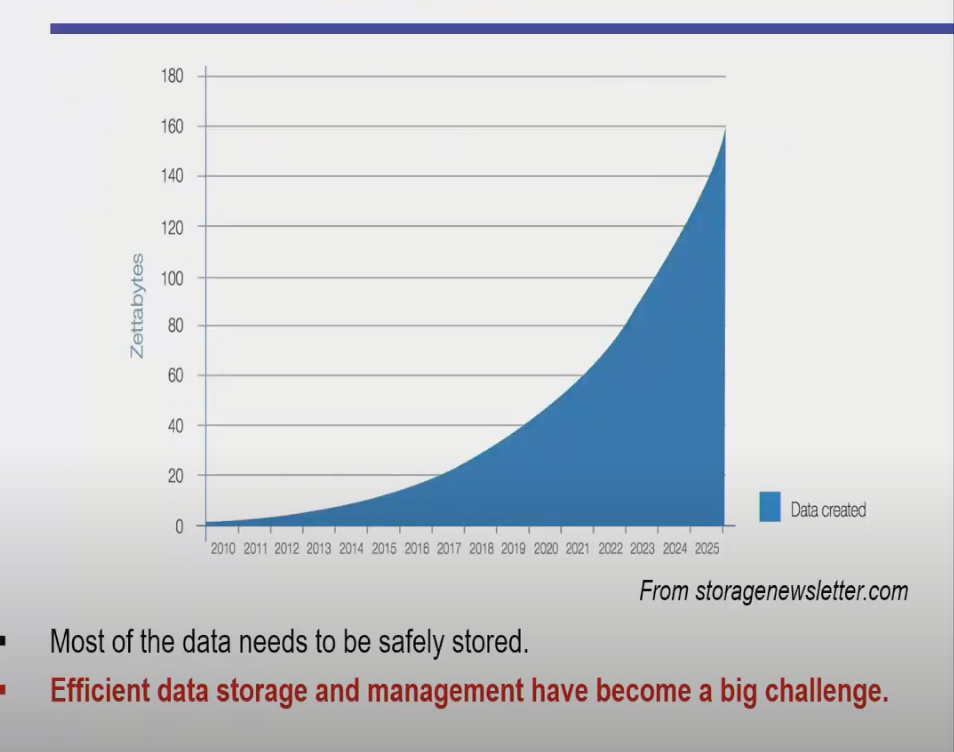 180
160
140
120
100
80
60
40
20
0
Zettabytes
2010 2011 2012 2013 2014 2015 2016 2017 2018 2019 2020 2021 2022 2023 2024 2025
Data created
From storagenewsletter.com
Most of the data needs to be safely stored.
Efficient data storage and management have become a big challenge.